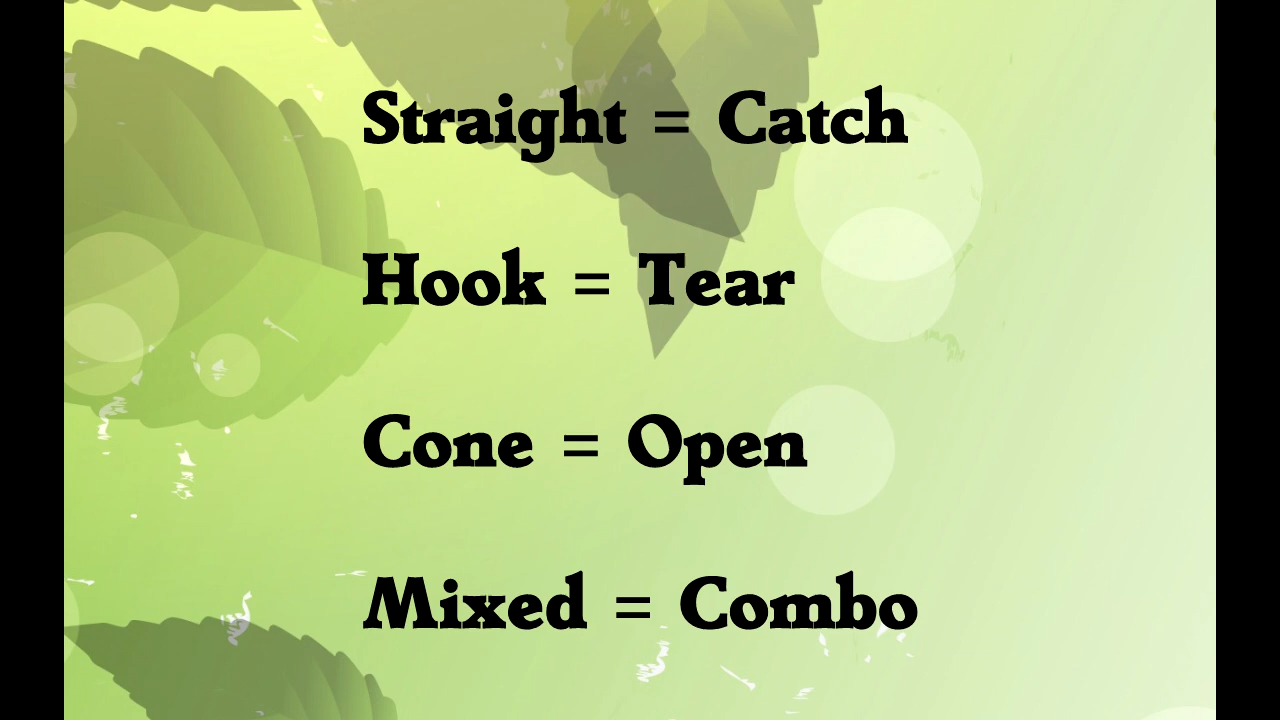 Straight = Catch
Hook = Tear
Cone = Open
Mixed = Combo